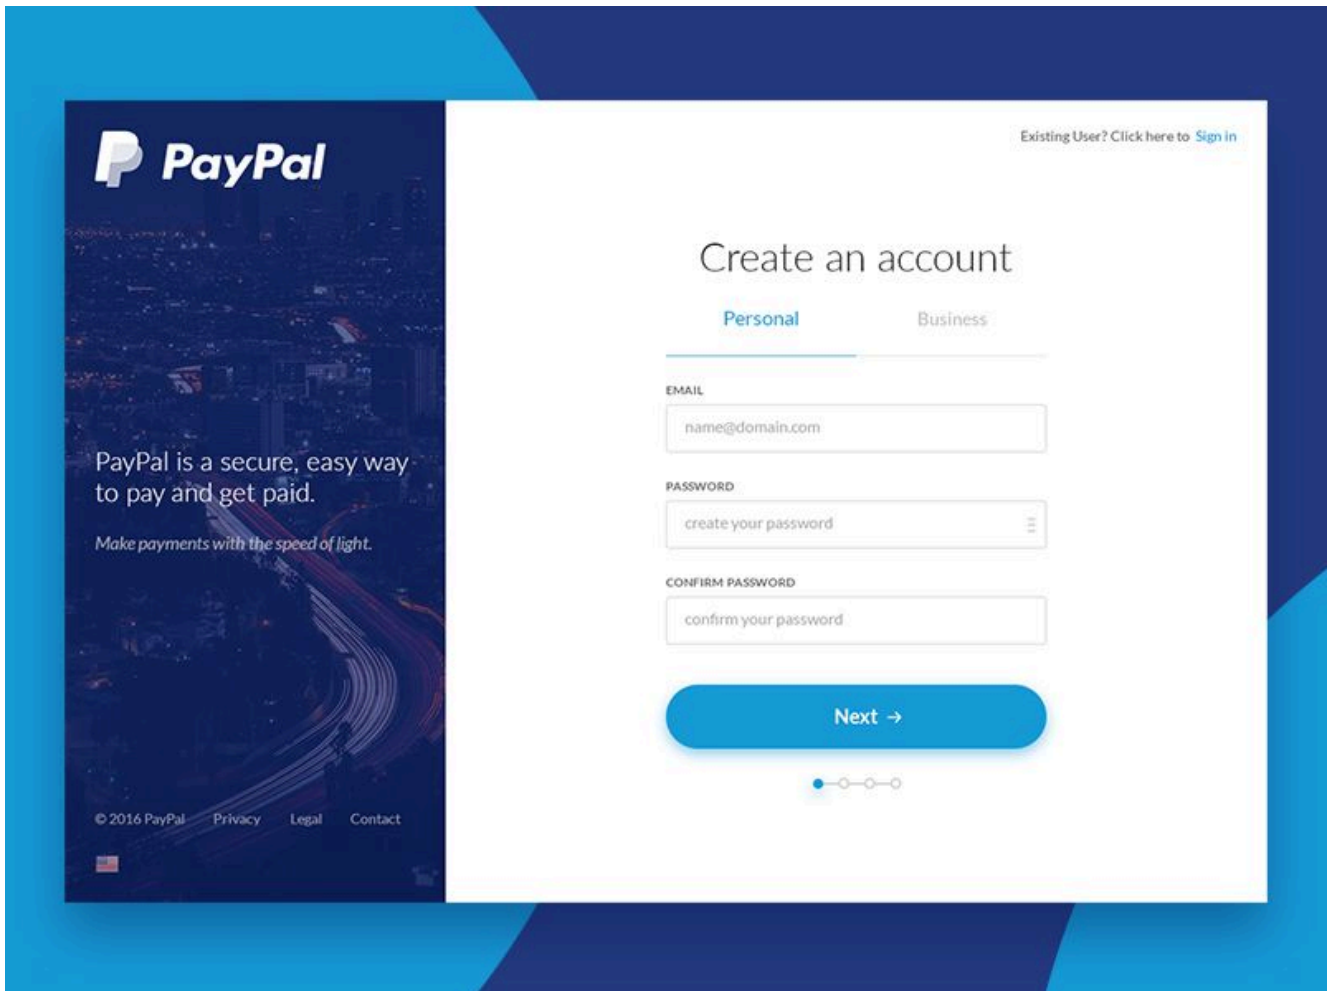 PayPal
PayPal is a secure, easy way
to pay and get paid.
Make payments with the speed of light.
© 2016 PayPal Privacy Legal Contact
Existing User? Click here to Sign in
Create an account
Personal Business
EMAIL
name@domain.com
PASSWORD
create your password
CONFIRM PASSWORD
confirm your password
Next →